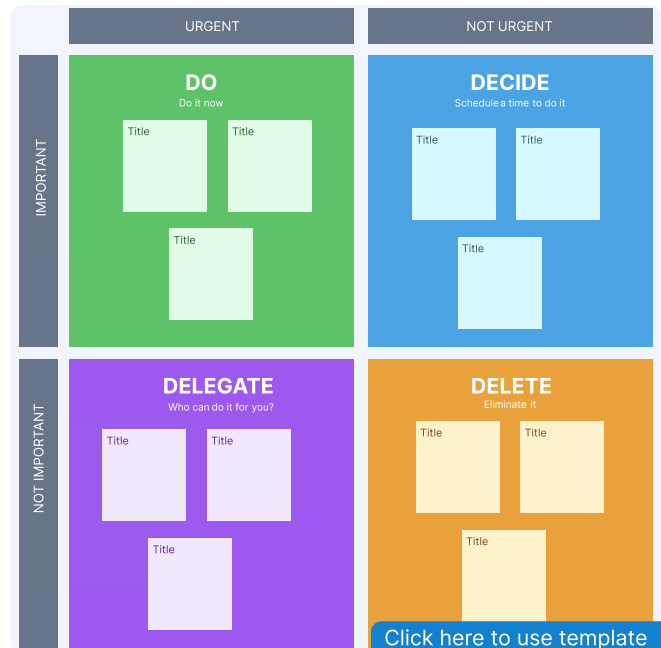 URGENT
NOT URGENT
IMPORTANT
DO
Do it now
Title
Title
Title
DECIDE
Schedule a time to do it
Title
Title
Title
NOT IMPORTANT
DELEGATE
Who can do it for you?
Title
Title
Title
DELETE
Eliminate it
Title
Title
Title
Click here to use template